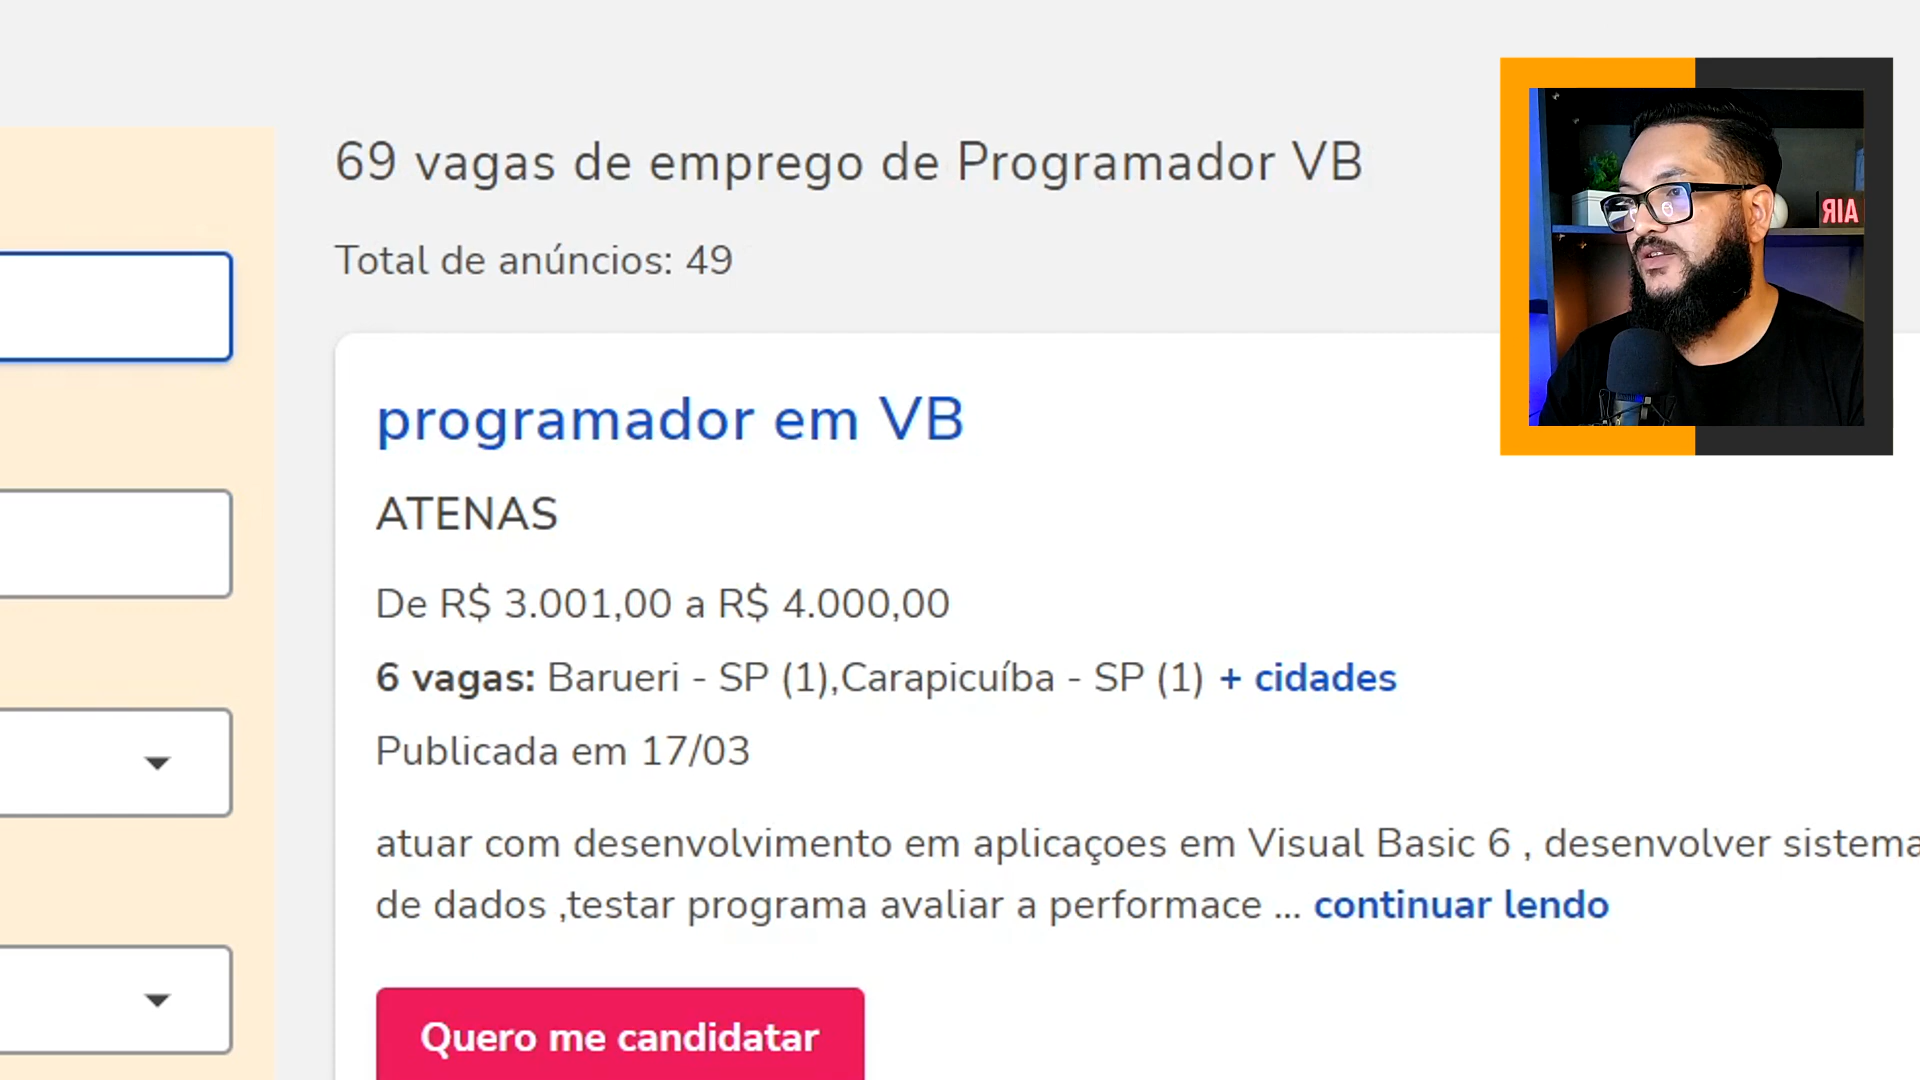 69 vagas de emprego de Programador VB
Total de anúncios: 49
programador em VB
ATENAS
De R$ 3.001,00 a R$ 4.000,00
6 vagas: Barueri - SP (1),Carapicuíba - SP (1) + cidades
Publicada em 17/03
atuar com desenvolvimento em aplicaçoes em Visual Basic 6 , desenvolver sistema
de dados ,testar programa avaliar a performace ... continuar lendo
Quero me candidatar
AIR